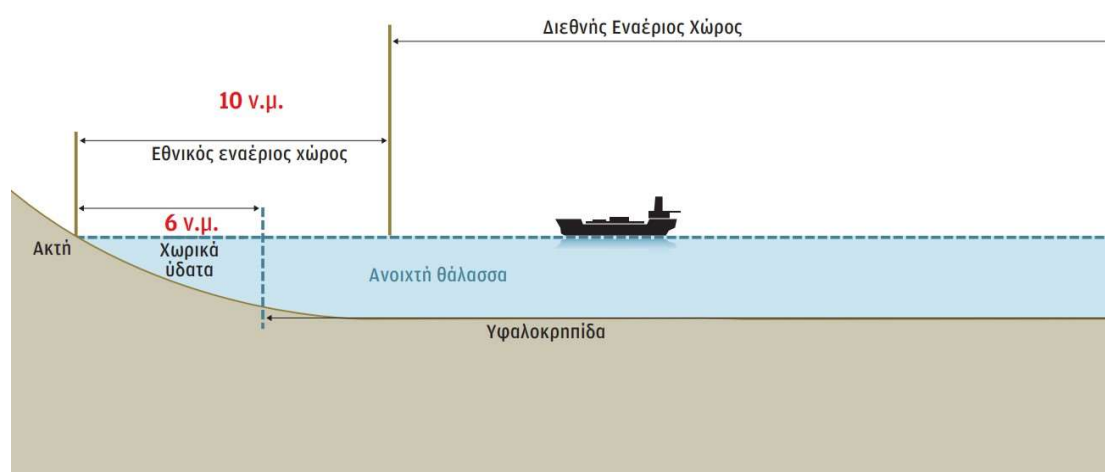 Διεθνής Εναέριος Χώρος
10 ν.μ.
Εθνικός εναέριος χώρος
6 ν.μ.
Ακτή
Χωρικά
ύδατα
Ανοιχτή θάλασσα
Υφαλοκρηπίδα